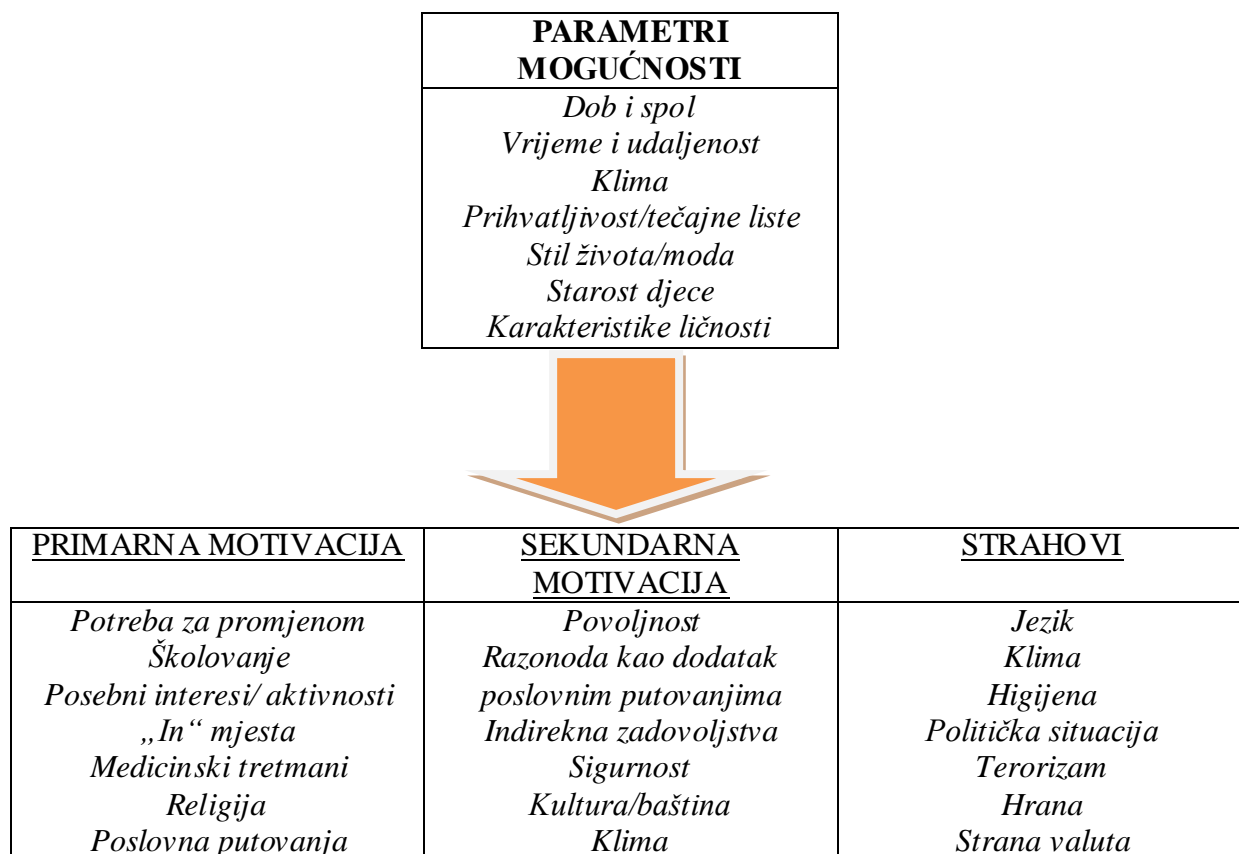 PARAMETRI
MOGUĆNOSTI
Dob i spol
Vrijeme i udaljenost
Klima
Prihvatljivost/tečajne liste
Stil života/moda
Starost djece
Karakteristike ličnosti
PRIMARNA MOTIVACIJA
Potreba za promjenom
Školovanje
Posebni interesi/ aktivnosti
„In“ mjesta
Medicinski tretmani
Religija
Poslovna putovanja
SEKUNDARNA
MOTIVACIJA
Povoljnost
Razonoda kao dodatak
poslovnim putovanjima
Indirekna zadovoljstva
Sigurnost
Kultura/baština
Klima
STRAHOVI
Jezik
Klima
Higijena
Politička situacija
Terorizam
Hrana
Strana valuta